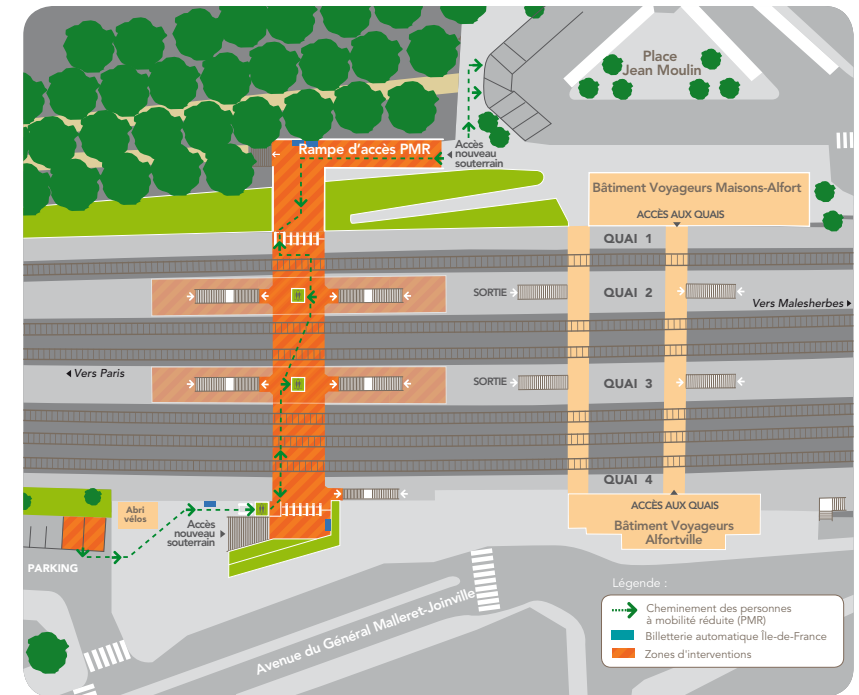 Place
Jean Moulin
Rampe d'accès PMR
Accès
nouveau
souterrain
Bâtiment Voyageurs Maisons-Alfort
ACCÈS AUX QUAIS
QUAI 1
SORTIE
QUAI 2
Vers Malesherbes
Vers Paris
SORTIE
QUAI 3
QUAI 4
ACCÈS AUX QUAIS
Bâtiment Voyageurs
Alfortville
Abri
vélos
Accès
nouveau
souterrain
PARKING
Avenue du Général Malleret-Joinville
Légende :
Cheminement des personnes
à mobilité réduite (PMR)
Billetterie automatique Île-de-France
Zones d'interventions